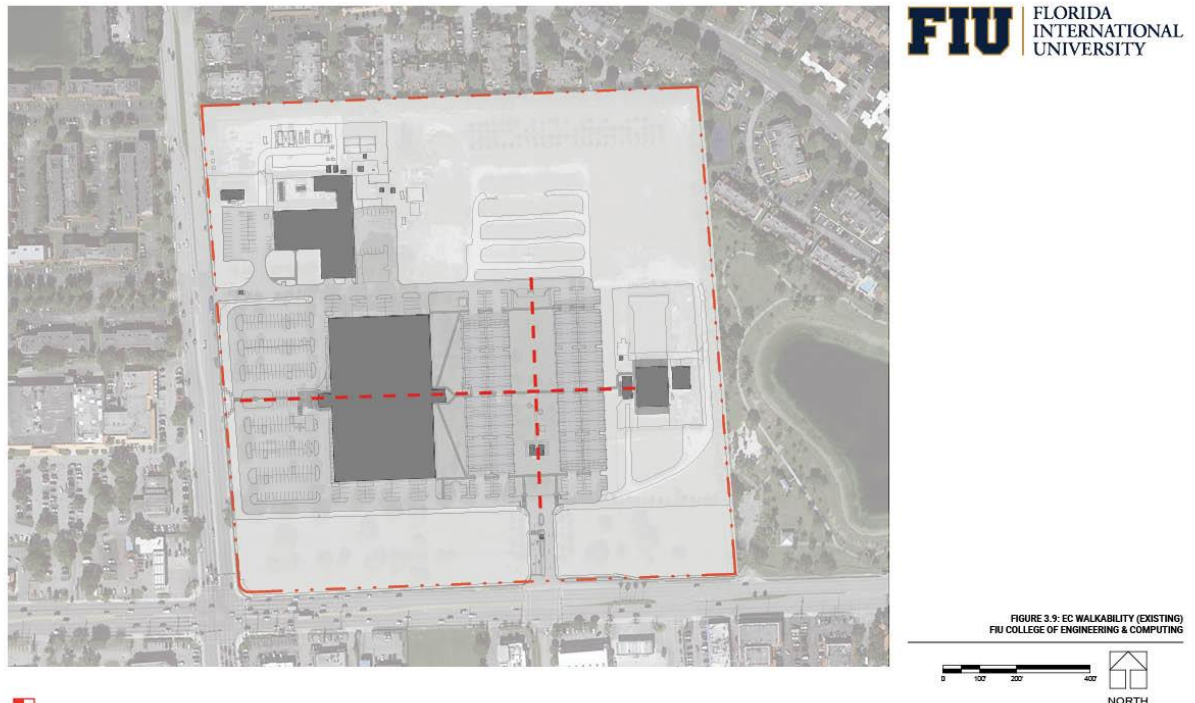 FIU
FLORIDA
INTERNATIONAL
UNIVERSITY
FIGURE 3.9: EC WALKABILITY (EXISTING)
FIU COLLEGE OF ENGINEERING & COMPUTING
0 100' 200' 400'
NORTH